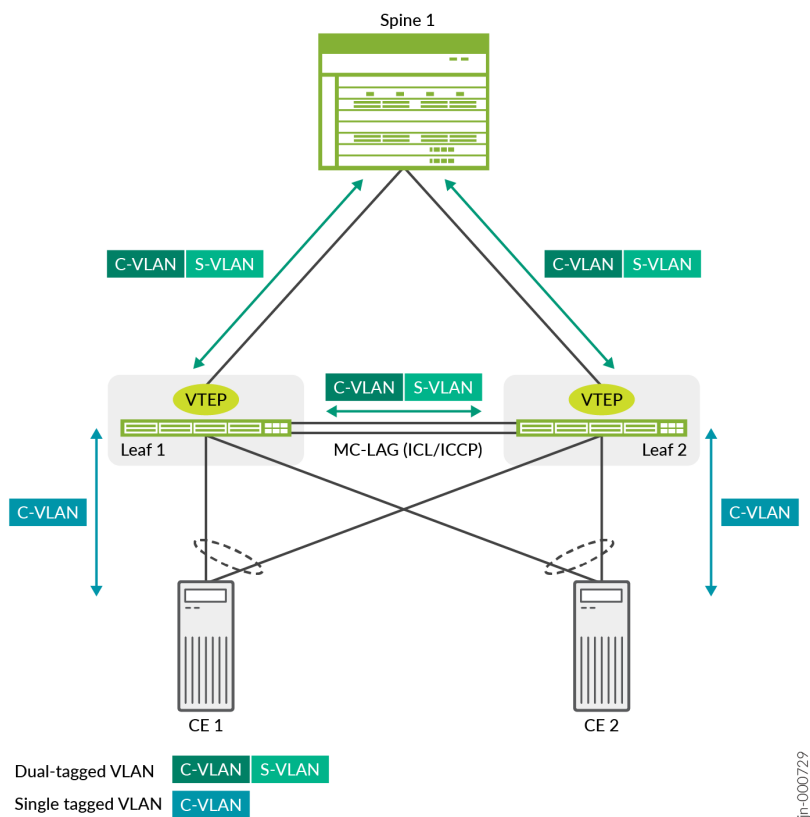 Spine 1
C-VLAN S-VLAN
C-VLAN S-VLAN
C-VLAN S-VLAN
VTEP
VTEP
Leaf 1
MC-LAG (ICL/ICCP)
Leaf 2
C-VLAN
C-VLAN
CE 1
CE 2
Dual-tagged VLAN C-VLAN S-VLAN
Single tagged VLAN C-VLAN
jn-000729